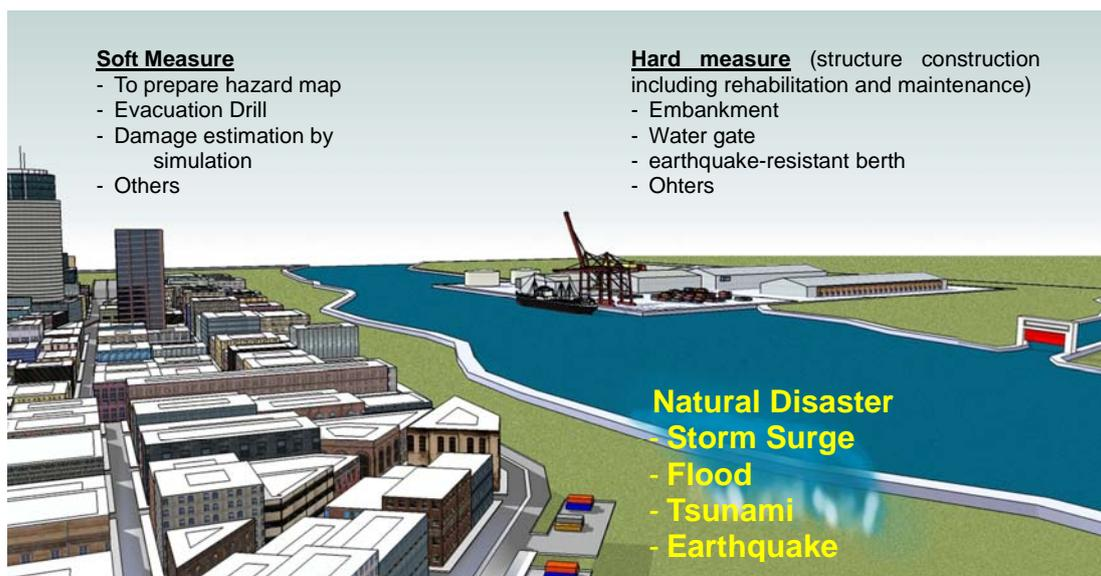 Soft Measure
- To prepare hazard map
- Evacuation Drill
- Damage estimation by
simulation
- Others
Hard measure (structure construction
including rehabilitation and maintenance)
- Embankment
- Water gate
- earthquake-resistant berth
- Ohters
Natural Disaster
- Storm Surge
- Flood
- Tsunami
- Earthquake